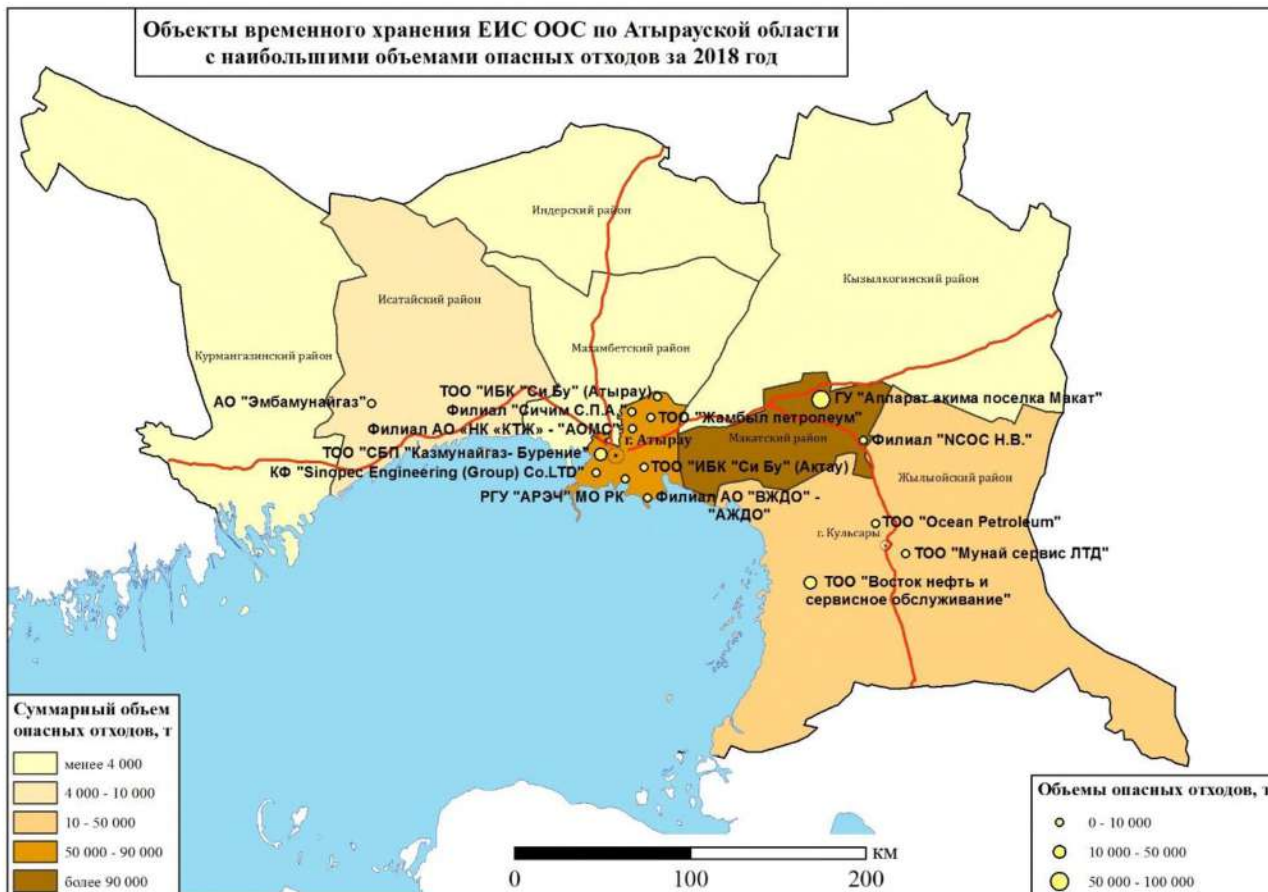 Объекты временного хранения ЕИС ООС по Атырауской области
с наибольшими объемами опасных отходов за 2018 год
Индерский район
Кызылкогинский район
Исатайский район
Курмангазинский район
Махамбетский район
АО "Эмбамунайгаз"
ТОО "ИБК "Си Бу" (Атырау)
Филиал "Сичим С.П.А."
ТОО "Жамбыл петролеум"
ГУ "Аппарат акима поселка Макат"
Филиал АО «НК «КТЖ» - "АОМС"
г. Атырау
Макатский район
Филиал "NCOC Н.В."
ТОО "СБП "Казмунайгаз- Бурение"
КФ "Sinopec Engineering (Group) Co.LTD"
ТОО "ИБК "Си Бу" (Актау)
Жылыойский район
РГУ "АРЭЧ" МО РК
Филиал АО "ВЖДО" -
"АЖДО"
ТОО "Ocean Petroleum"
г. Кульсары
ТОО "Мунай сервис ЛТД"
ТОО "Восток нефть и
сервисное обслуживание"
Суммарный объем
опасных отходов, т
менее 4 000
4 000 - 10 000
10 - 50 000
50 000 - 90 000
более 90 000
КМ
0 100 200
Объемы опасных отходов, т
0 - 10 000
10 000 - 50 000
50 000 - 100 000